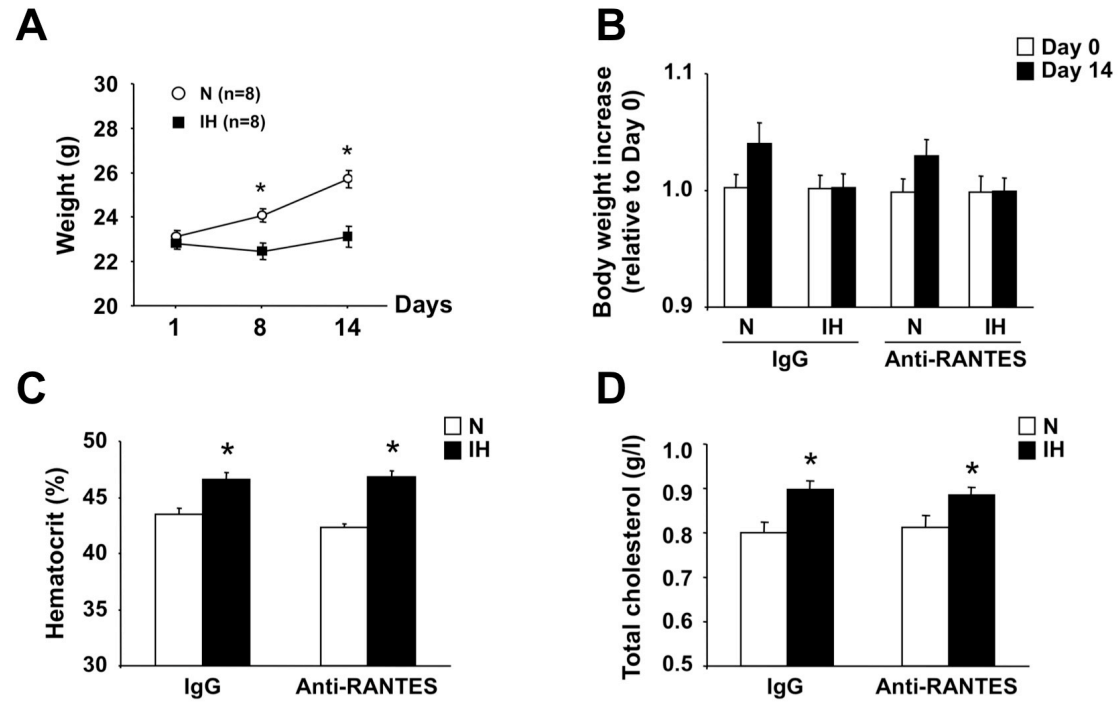 A
Weight (g)
30
28
26
24
22
20
N (n=8)
IH (n=8)
*
*
1 8 14
Days
B
Body weight increase
(relative to Day 0)
Day 0
Day 14
1.1
1.0
0.9
N IH N IH
IgG Anti-RANTES
C
Hematocrit (%)
N
IH
50
45
40
35
30
* *
IgG Anti-RANTES
D
Total cholesterol (g/l)
N
IH
1.0
0.9
0.8
0.7
0.6
0.5
* *
IgG Anti-RANTES